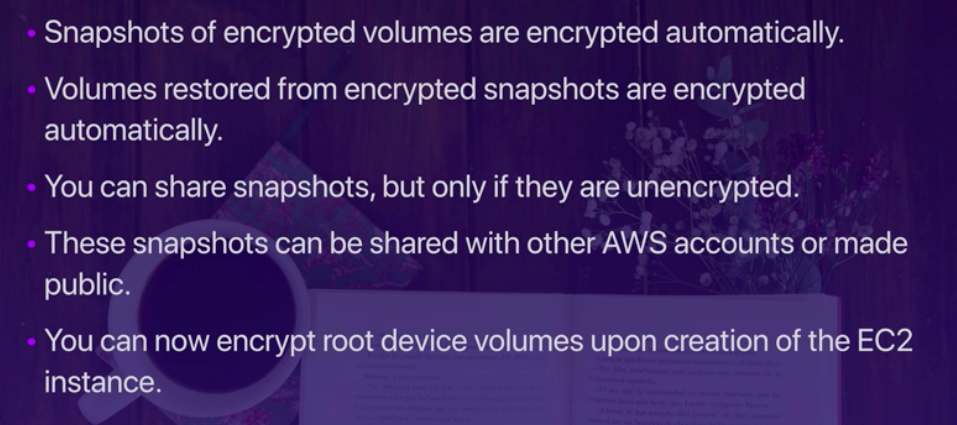 • Snapshots of encrypted volumes are encrypted automatically.
• Volumes restored from encrypted snapshots are encrypted
automatically.
• You can share snapshots, but only if they are unencrypted.
• These snapshots can be shared with other AWS accounts or made
public.
• You can now encrypt root device volumes upon creation of the EC2
instance.